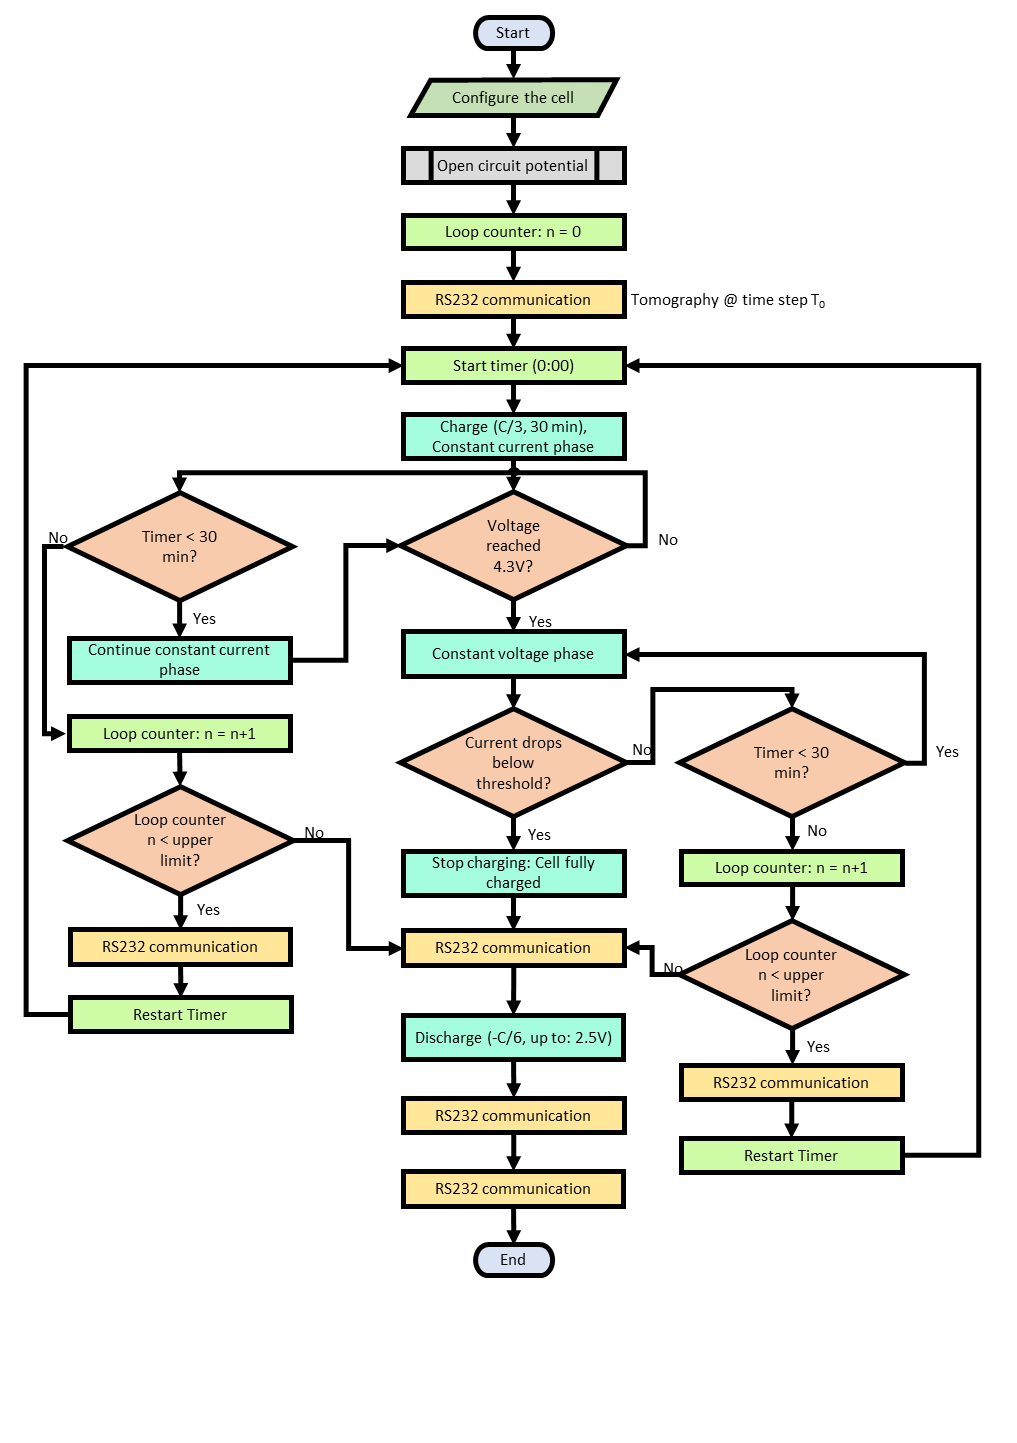 Start
Configure the cell
Open circuit potential
Loop counter: n = 0
RS232 communication
Tomography @ time step T₀
Start timer (0:00)
Charge (C/3, 30 min),
Constant current phase
No
Timer < 30
min?
Yes
Continue constant current
phase
Voltage
reached
4.3V?
No
Yes
Constant voltage phase
Loop counter: n = n+1
Current drops
below
threshold?
No
Yes
Timer < 30
min?
Yes
No
Loop counter
n < upper
limit?
No
Yes
Stop charging: Cell fully
charged
Loop counter: n = n+1
RS232 communication
RS232 communication
Loop counter
n < upper
limit?
No
Yes
Restart Timer
Discharge (-C/6, up to: 2.5V)
RS232 communication
RS232 communication
Restart Timer
RS232 communication
End